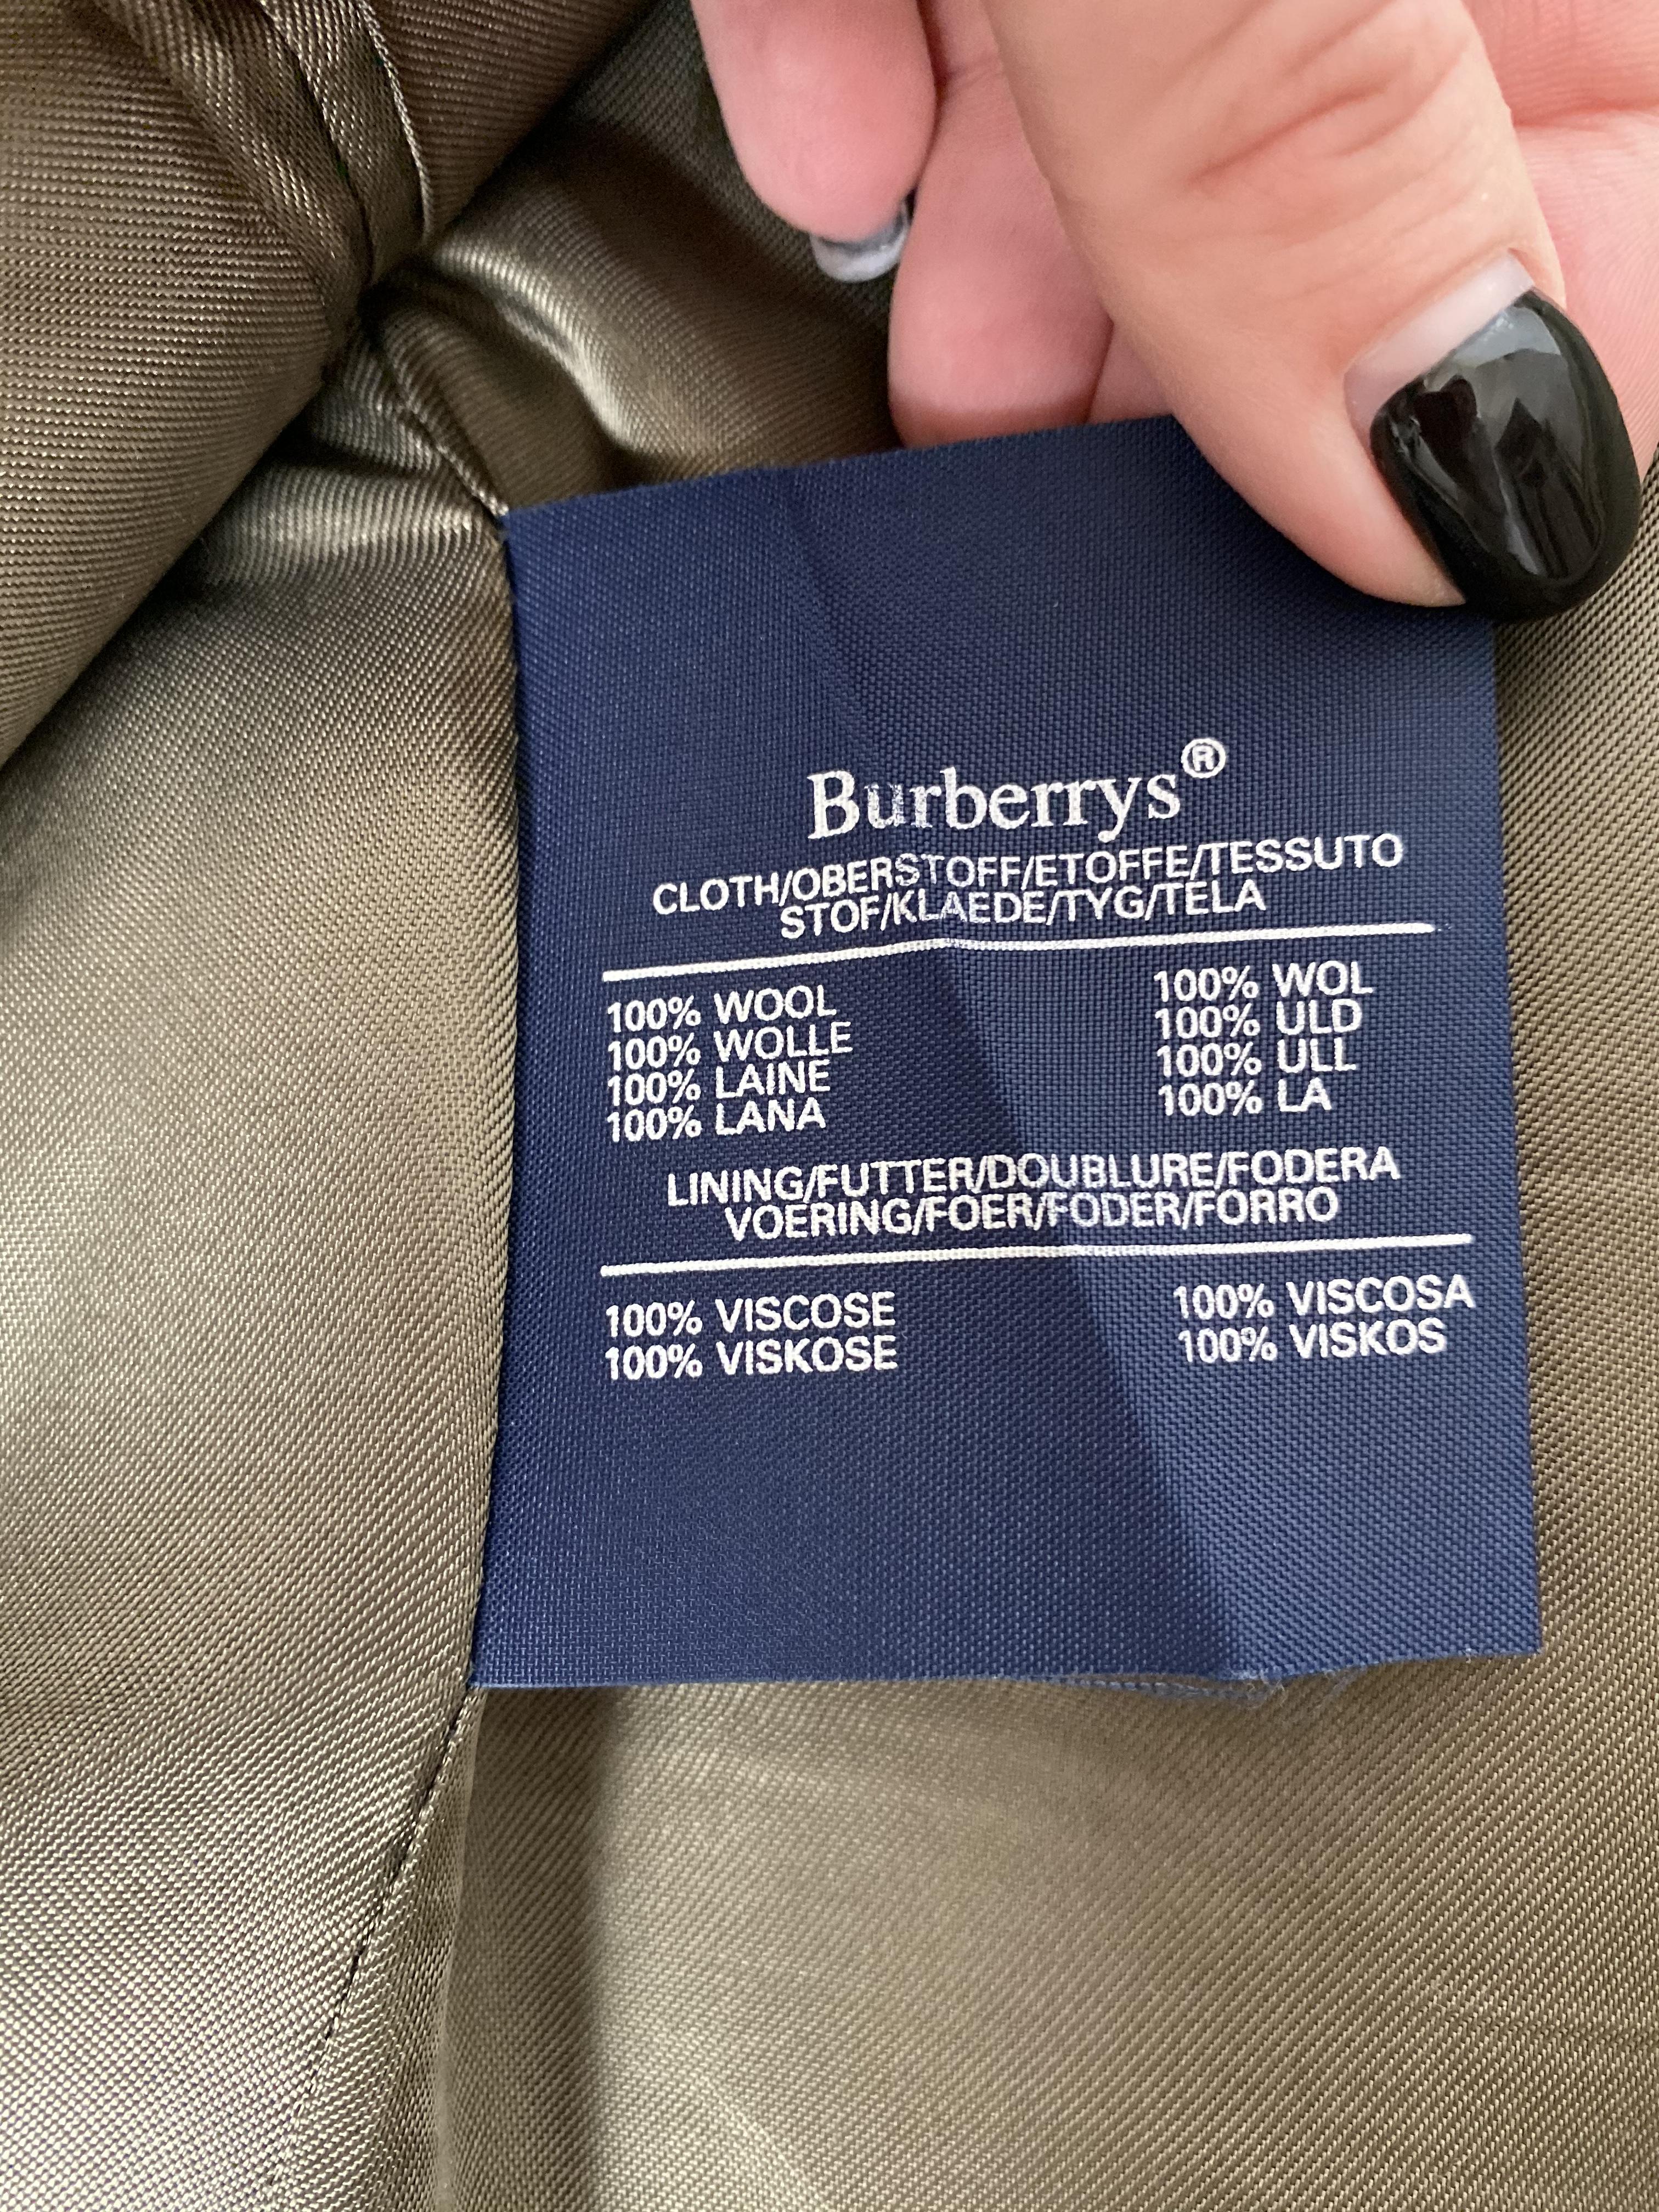 Burberrys®
CLOTH/OBERSTOFF/ETOFFE/TESSUTO
STOF/KLAEDE/TYG/TELA
100% WOOL 100% WOL
100% WOLLE 100% ULD
100% LAINE 100% ULL
100% LANA 100% LA
LINING/FUTTER/DOUBLURE/FODERA
VOERING/FOER/FODER/FORRO
100% VISCOSE 100% VISCOSA
100% VISKOSE 100% VISKOS